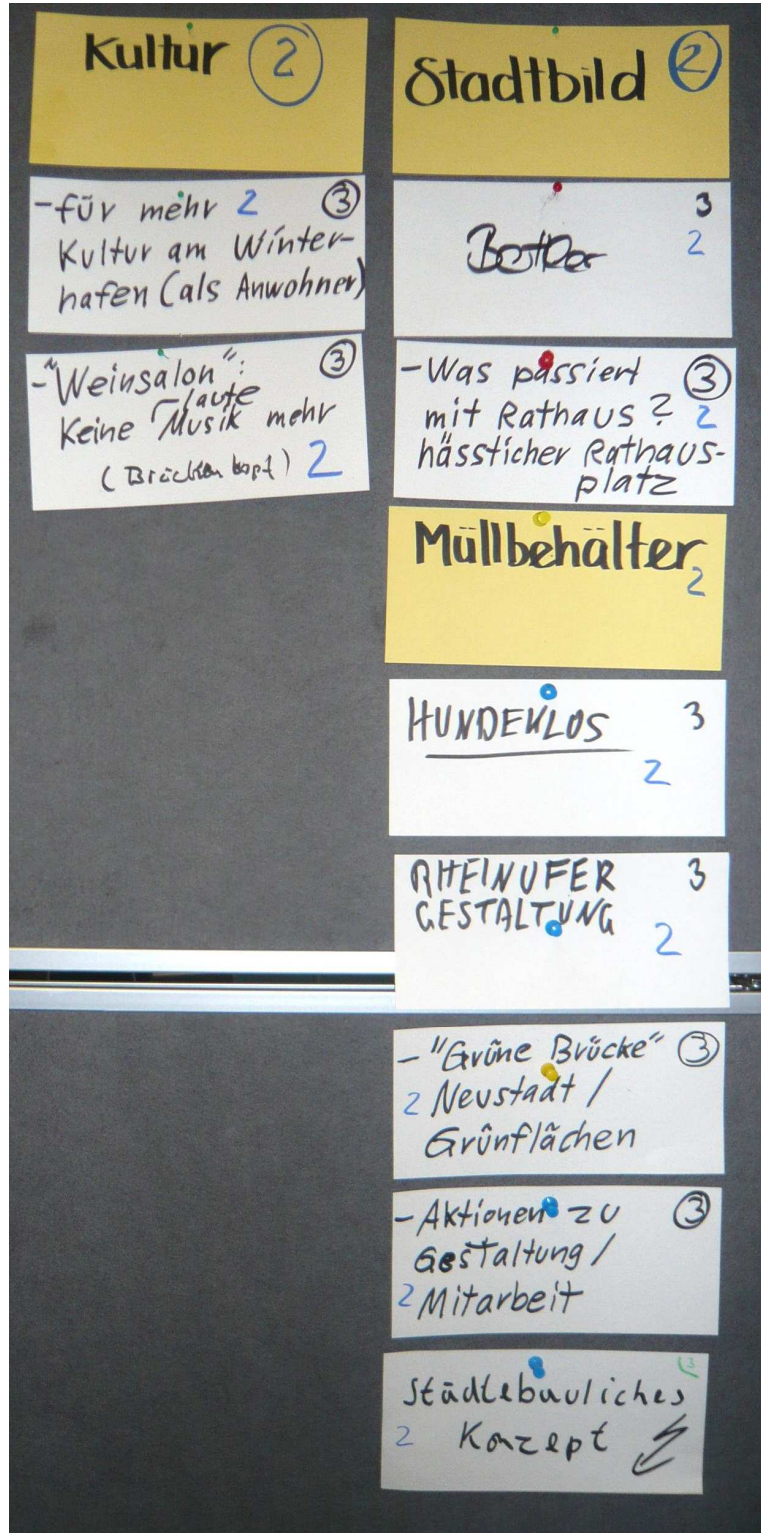 Kultur 2
- für mehr 2 3
Kultur am Winter-
hafen (als Anwohner)
- "Weinsalon": 3
laute
Keine Musik mehr
(Brückenkopf) 2
Stadtbild 2
3
Bettler 2
- Was passiert 3
mit Rathaus? 2
hässlicher Rathaus-
platz
Müllbehälter
2
HUNDEKLOS 3
2
RHEINUFER 3
GESTALTUNG
2
- "Grüne Brücke" 3
2 Neustadt /
Grünflächen
- Aktionen zu 3
Gestaltung /
2 Mitarbeit
3
Städtebauliches
2 Konzept